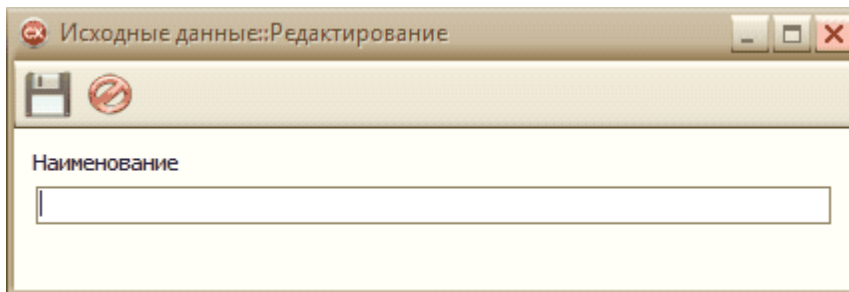 Исходные данные::Редактирование
Наименование